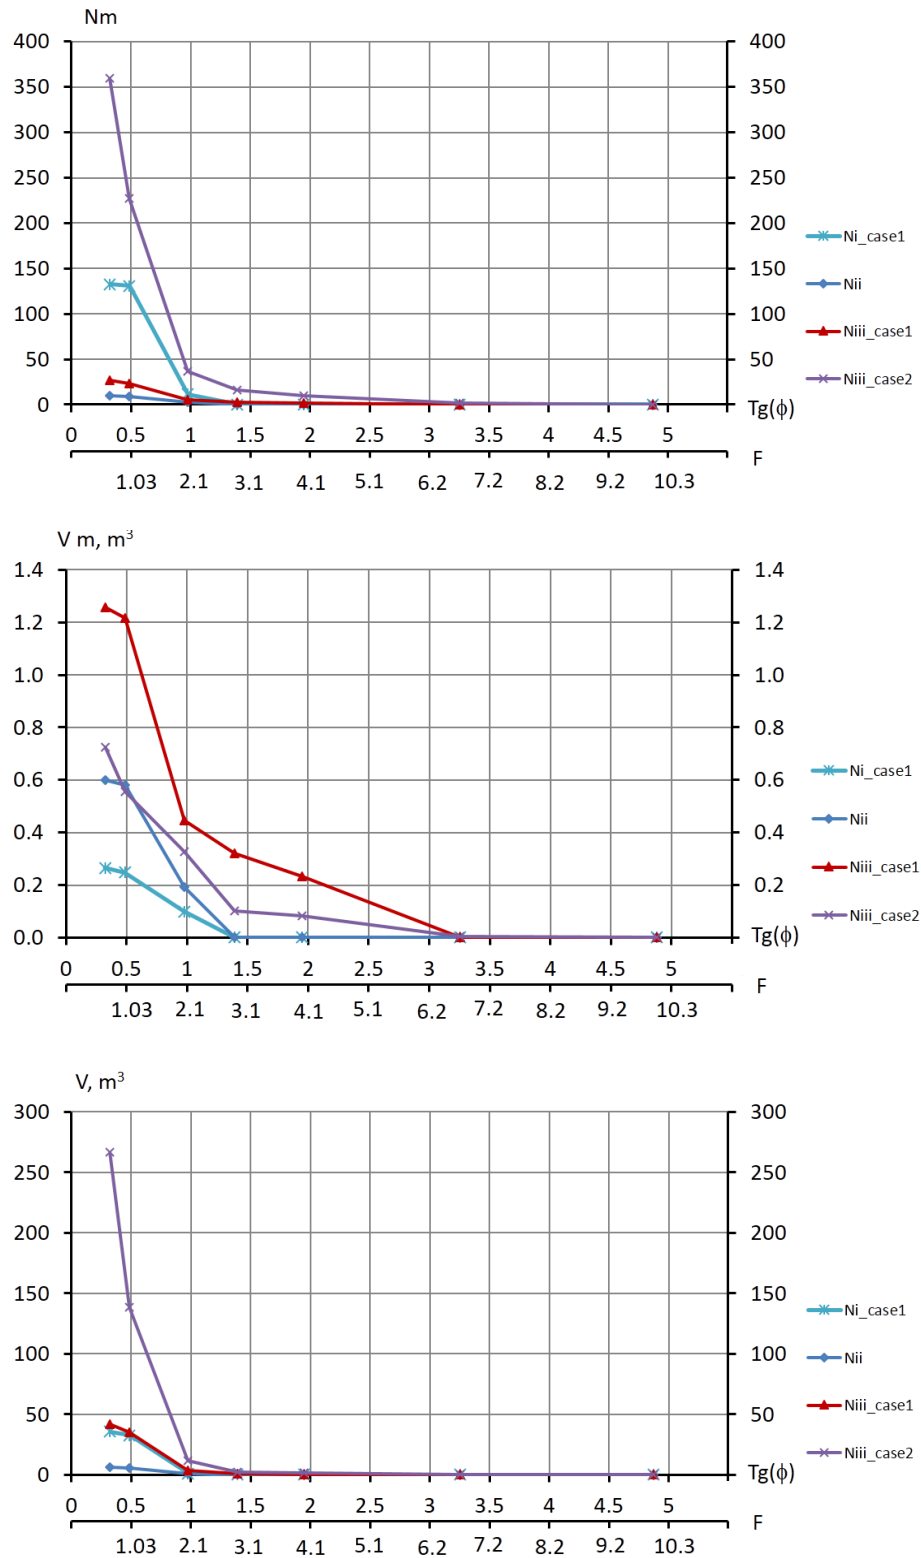 Nm
400 400
350 350
300 300
250 250
200 200
150 150
100 100
50 50
0 Tg(ϕ)
0 0.5 1 1.5 2 2.5 3 3.5 4 4.5 5
F
1.03 2.1 3.1 4.1 5.1 6.2 7.2 8.2 9.2 10.3
Ni_case1
Nii
Niii_case1
Niii_case2
V m, m³
1.4 1.4
1.2 1.2
1.0 1.0
0.8 0.8
0.6 0.6
0.4 0.4
0.2 0.2
0.0 Tg(ϕ)
0 0.5 1 1.5 2 2.5 3 3.5 4 4.5 5
F
1.03 2.1 3.1 4.1 5.1 6.2 7.2 8.2 9.2 10.3
Ni_case1
Nii
Niii_case1
Niii_case2
V, m³
300 300
250 250
200 200
150 150
100 100
50 50
0 Tg(ϕ)
0 0.5 1 1.5 2 2.5 3 3.5 4 4.5 5
F
1.03 2.1 3.1 4.1 5.1 6.2 7.2 8.2 9.2 10.3
Ni_case1
Nii
Niii_case1
Niii_case2